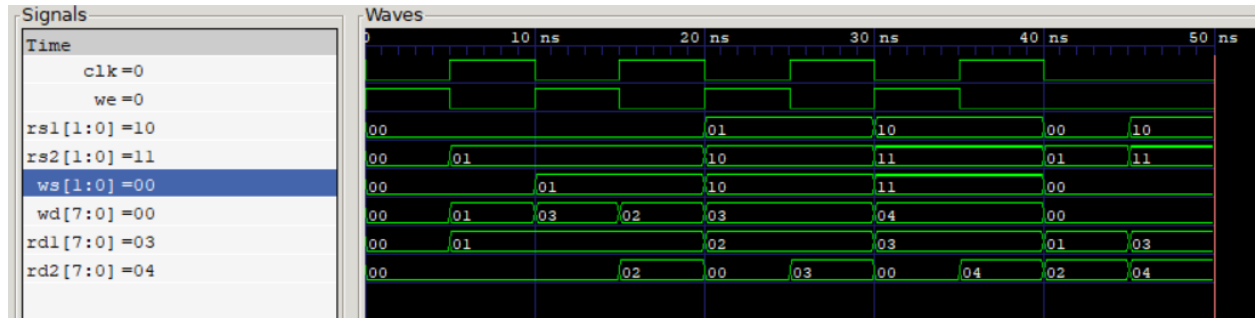 Signals Waves
Time 0 10 ns 20 ns 30 ns 40 ns 50 ns
clk=0
we=0
rs1[1:0]=10 00 01 10 00 10
rs2[1:0]=11 00 01 10 11 01 11
ws[1:0]=00 00 01 10 11 00
wd[7:0]=00 00 01 03 02 03 04 00
rd1[7:0]=03 00 01 02 03 01 03
rd2[7:0]=04 00 02 00 03 00 04 02 04